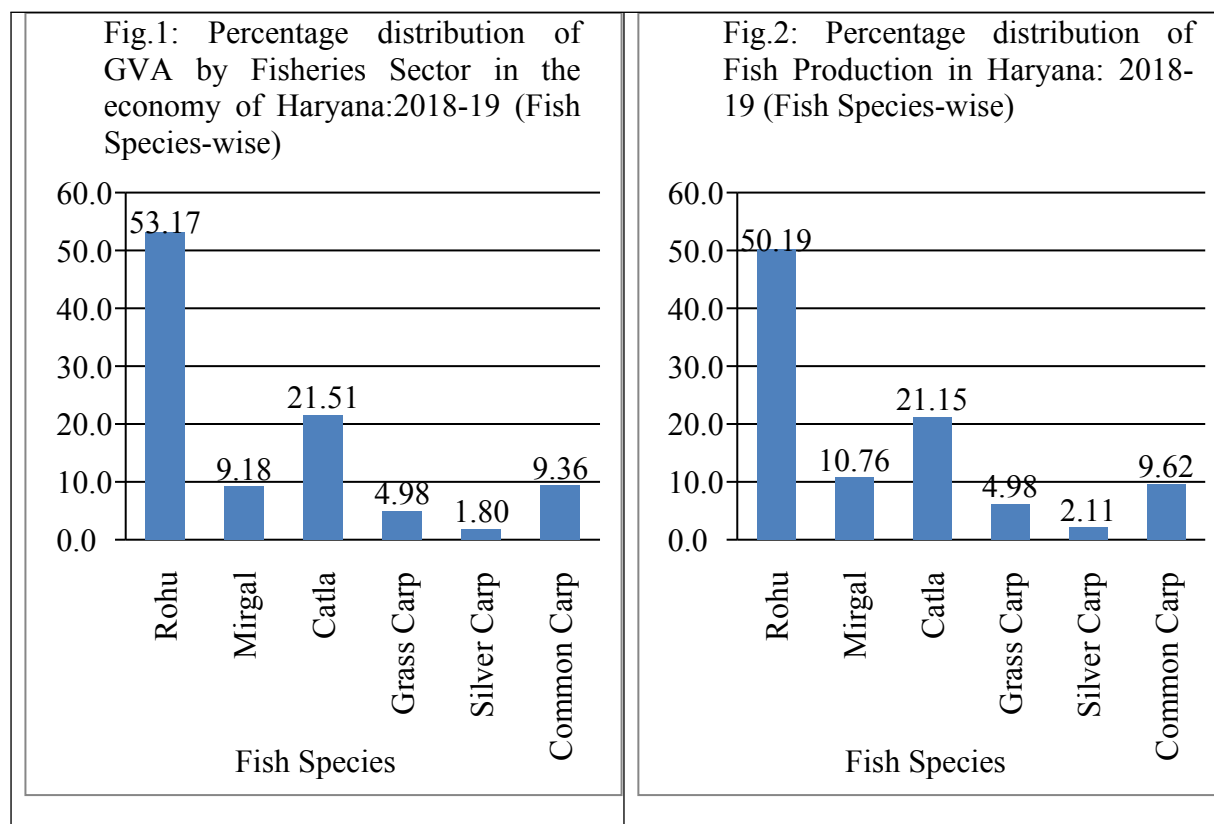 Fig.1: Percentage distribution of
GVA by Fisheries Sector in the
economy of Haryana:2018-19 (Fish
Species-wise)
60.0
50.0
40.0
30.0
20.0
10.0
0.0
53.17
9.18
21.51
4.98
1.80
9.36
Rohu
Mirgal
Catla
Grass Carp
Silver Carp
Common Carp
Fish Species
Fig.2: Percentage distribution of
Fish Production in Haryana: 2018-
19 (Fish Species-wise)
60.0
50.0
40.0
30.0
20.0
10.0
0.0
50.19
10.76
21.15
4.98
2.11
9.62
Rohu
Mirgal
Catla
Grass Carp
Silver Carp
Common Carp
Fish Species